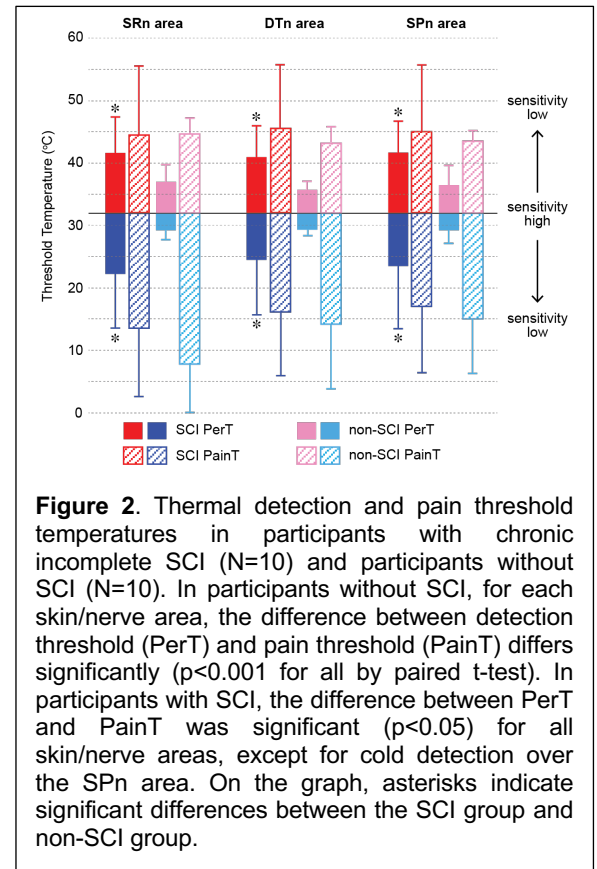 SRn area DTn area SPn area
60
50
40
30
20
10
0
Threshold Temperature (°C)
* * *
* * *
sensitivity
low
sensitivity
high
sensitivity
low
SCI PerT non-SCI PerT
SCI PainT non-SCI PainT
Figure 2. Thermal detection and pain threshold
temperatures in participants with chronic
incomplete SCI (N=10) and participants without
SCI (N=10). In participants without SCI, for each
skin/nerve area, the difference between detection
threshold (PerT) and pain threshold (PainT) differs
significantly (p<0.001 for all by paired t-test). In
participants with SCI, the difference between PerT
and PainT was significant (p<0.05) for all
skin/nerve areas, except for cold detection over
the SPn area. On the graph, asterisks indicate
significant differences between the SCI group and
non-SCI group.